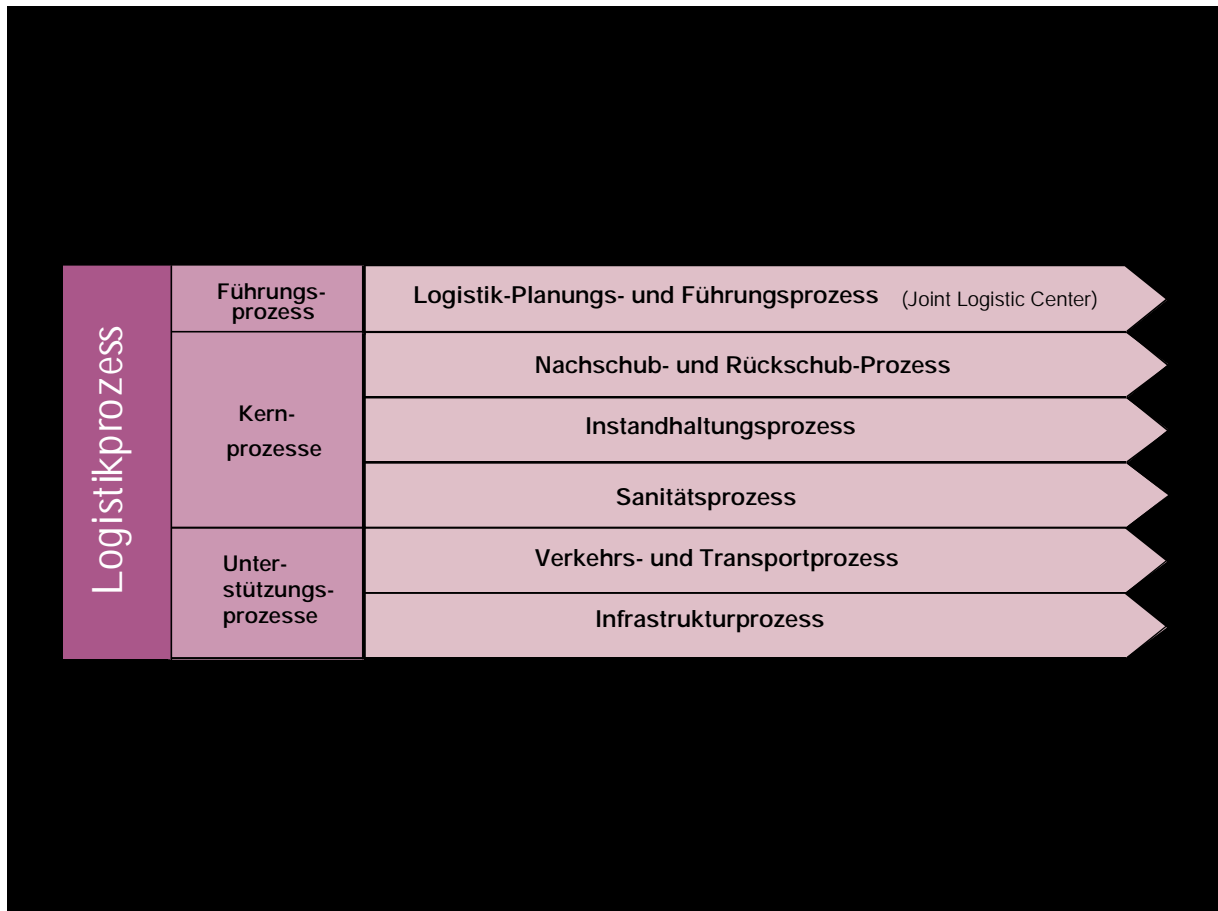 Logistikprozess
Führungs-
prozess
Logistik-Planungs- und Führungsprozess (Joint Logistic Center)
Kern-
prozesse
Nachschub- und Rückschub-Prozess
Instandhaltungsprozess
Sanitätsprozess
Unter-
stützungs-
prozesse
Verkehrs- und Transportprozess
Infrastrukturprozess